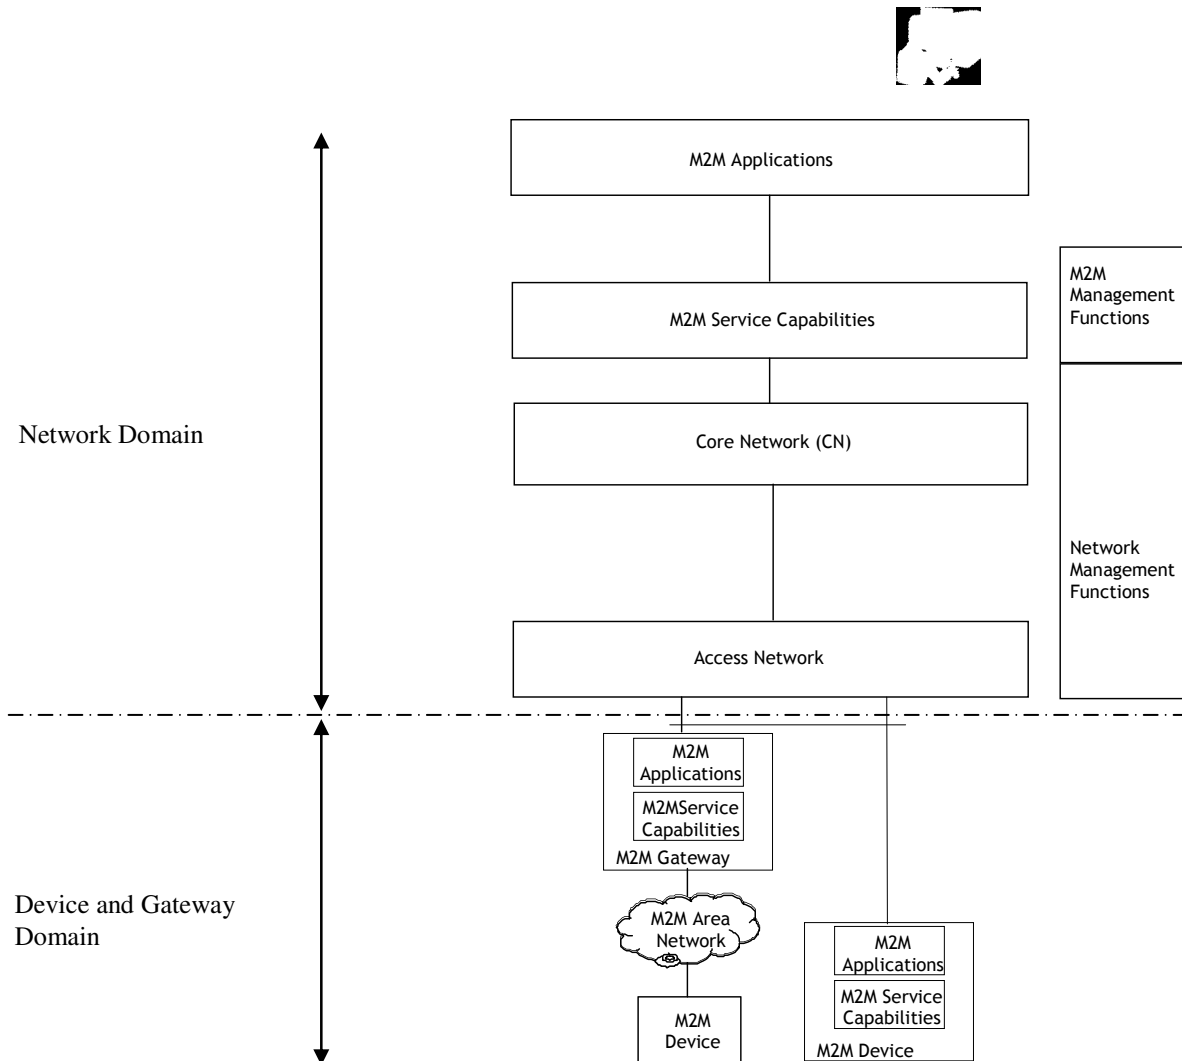 M2M Applications
M2M
Management
Functions
M2M Service Capabilities
Network Domain
Core Network (CN)
Network
Management
Functions
Access Network
M2M
Applications
M2MService
Capabilities
M2M Gateway
Device and Gateway
Domain
M2M Area
Network
M2M
Device
M2M
Applications
M2M Service
Capabilities
M2M Device